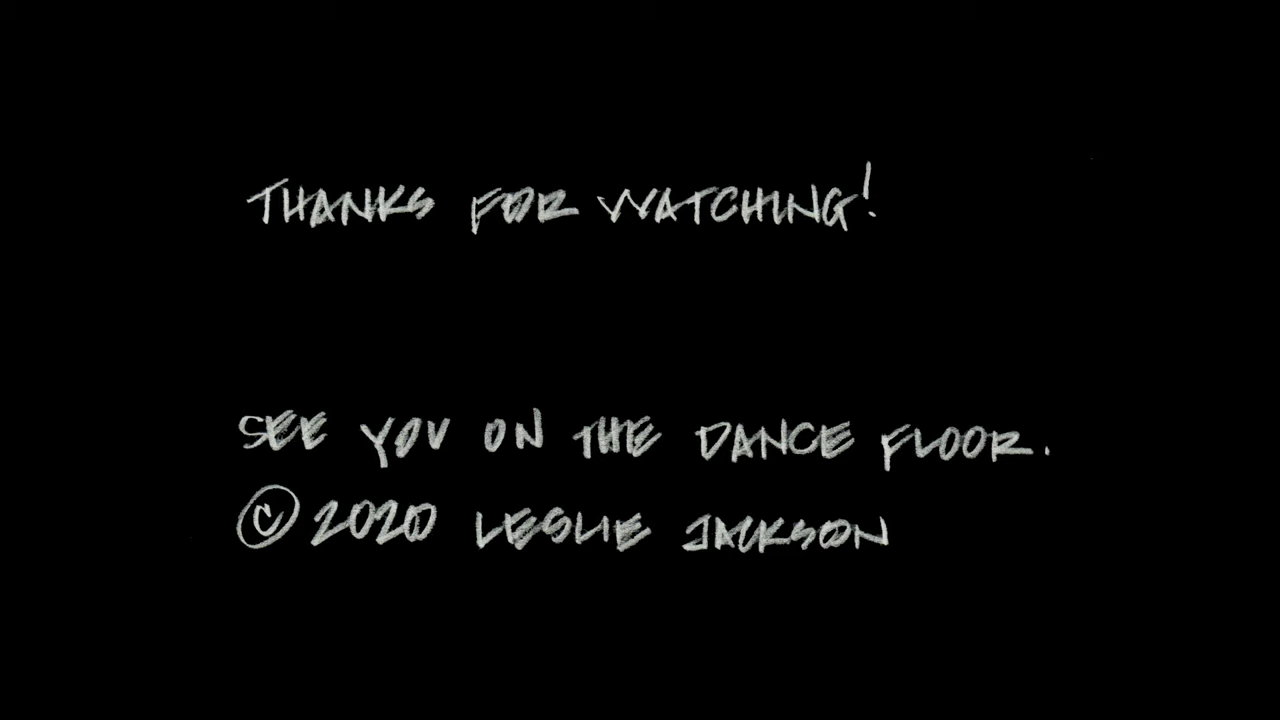 THANKS FOR WATCHING!
SEE YOU ON THE DANCE FLOOR.
© 2020 LESLIE JACKSON